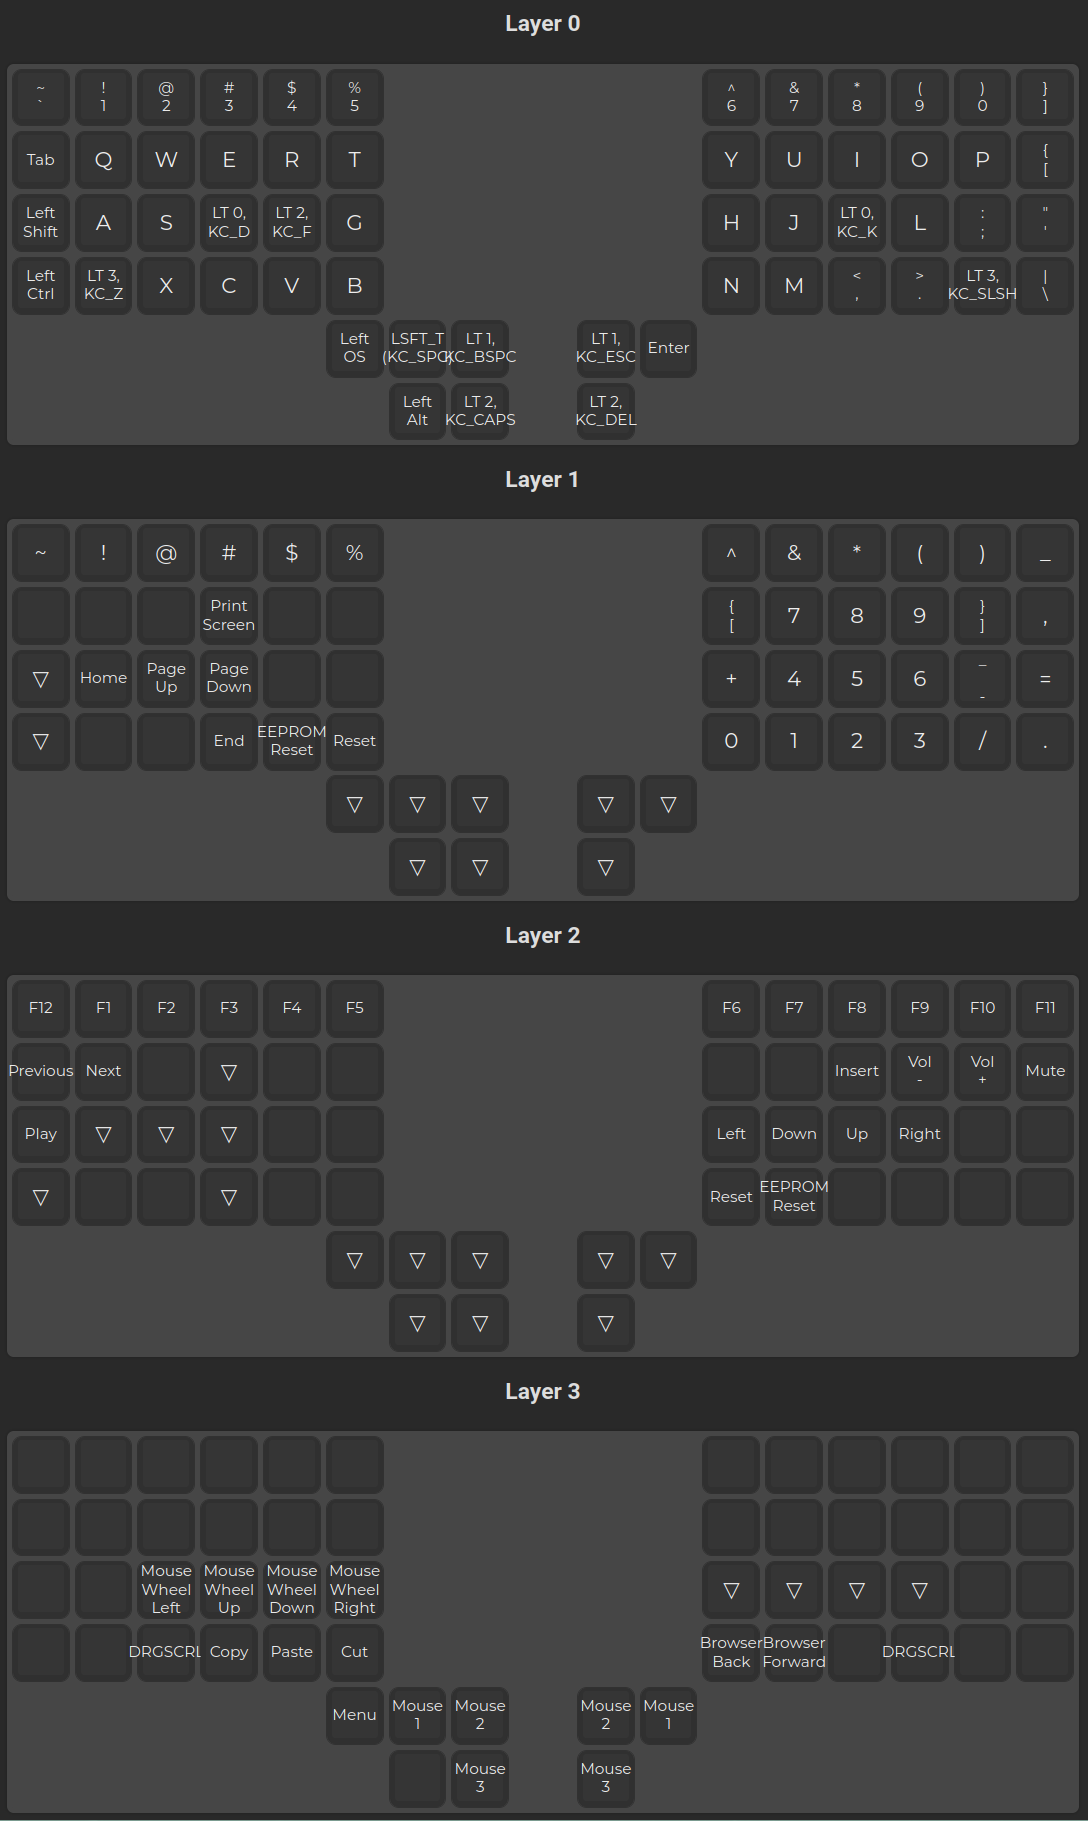 Layer 0
~ ! @ # $ % ^ & * ( ) }
` 1 2 3 4 5 6 7 8 9 0 ]
Tab Q W E R T Y U I O P {
[
Left Shift A S LT 0, KC_D LT 2, KC_F G H J LT 0, KC_K L : ; " '
Left Ctrl LT 3, KC_Z X C V B N M < , > . LT 3, KC_SLSH | \
Left OS LSFT_T (KC_SPC) LT 1, KC_BSPC LT 1, KC_ESC Enter
Left Alt LT 2, KC_CAPS LT 2, KC_DEL
Layer 1
~ ! @ # $ % ^ & * ( ) _
Print Screen { [ 7 8 9 } ] ,
▽ Home Page Up Page Down + 4 5 6 _ - =
▽ End EEPROM Reset Reset 0 1 2 3 / .
▽ ▽ ▽ ▽ ▽
▽ ▽ ▽
Layer 2
F12 F1 F2 F3 F4 F5 F6 F7 F8 F9 F10 F11
Previous Next ▽ Insert Vol - Vol + Mute
Play ▽ ▽ ▽ Left Down Up Right
▽ ▽ Reset EEPROM Reset
▽ ▽ ▽ ▽ ▽
▽ ▽ ▽
Layer 3
Mouse Wheel Left Mouse Wheel Up Mouse Wheel Down Mouse Wheel Right ▽ ▽ ▽ ▽
DRGSCRL Copy Paste Cut Browser Back Browser Forward DRGSCRL
Menu Mouse 1 Mouse 2 Mouse 2 Mouse 1
Mouse 3 Mouse 3